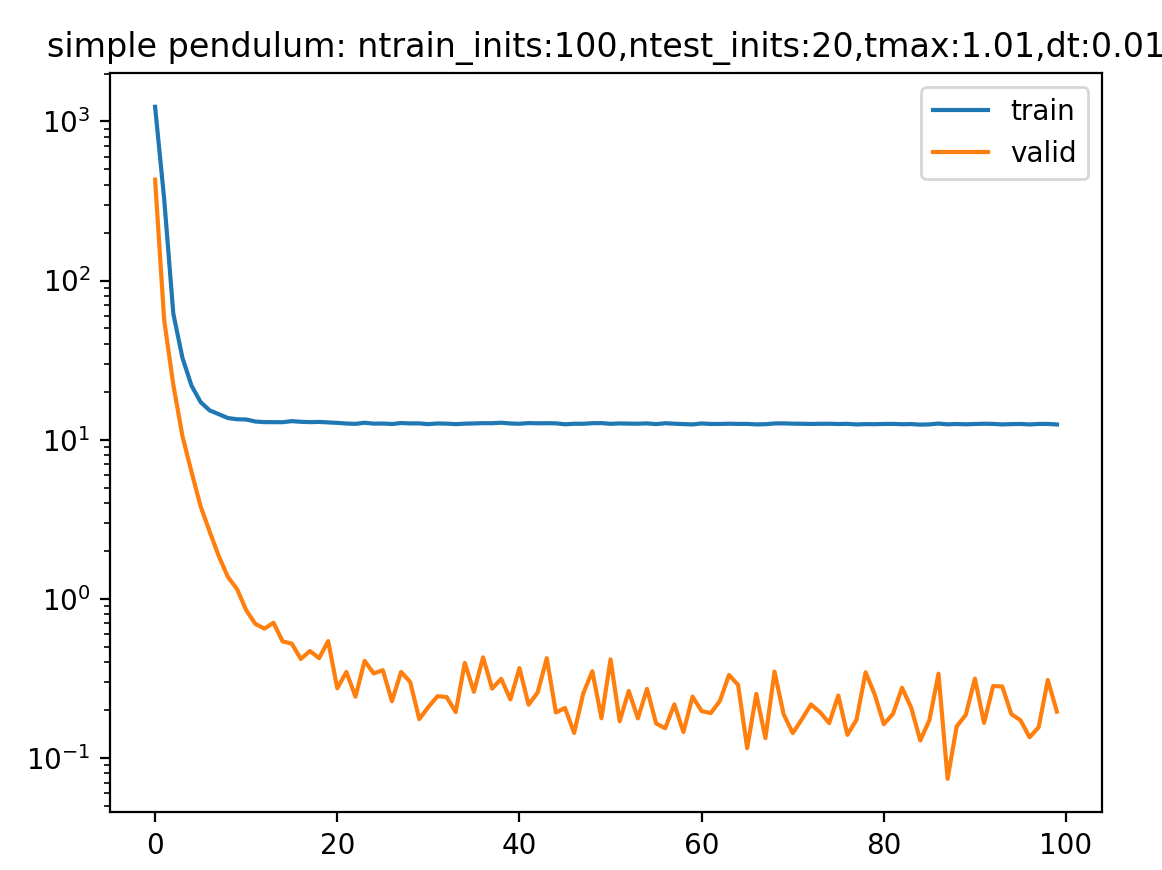 simple pendulum: ntrain_inits:100,ntest_inits:20,tmax:1.01,dt:0.01
train
valid
10³
10²
10¹
10⁰
10⁻¹
0 20 40 60 80 100